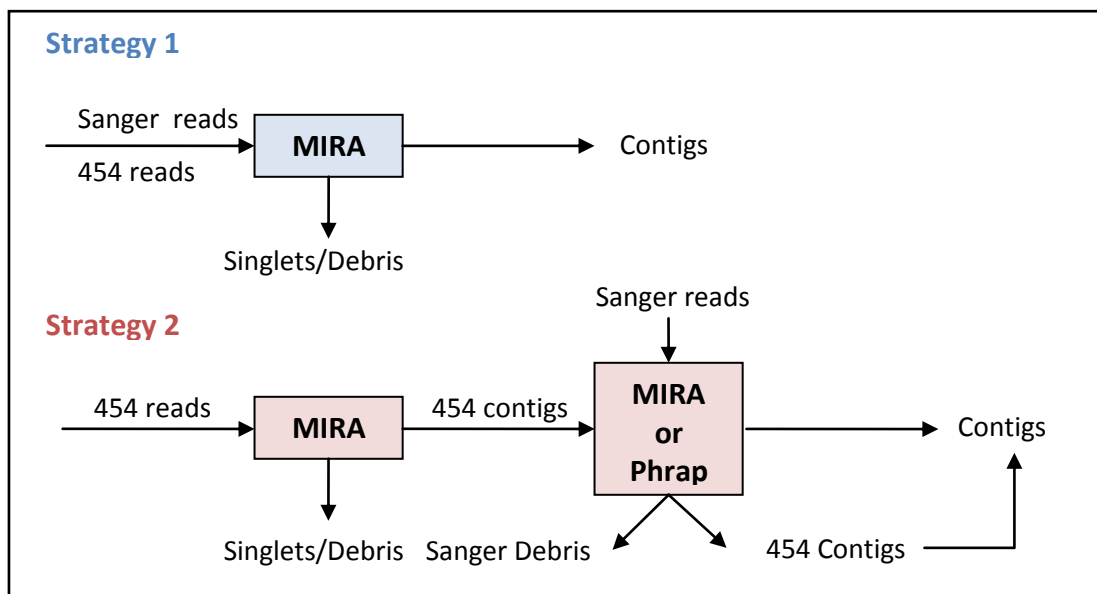 Strategy 1
Sanger reads
454 reads
MIRA
Contigs
Singlets/Debris
Strategy 2
Sanger reads
454 reads
MIRA
454 contigs
MIRA
or
Phrap
Contigs
Singlets/Debris
Sanger Debris
454 Contigs